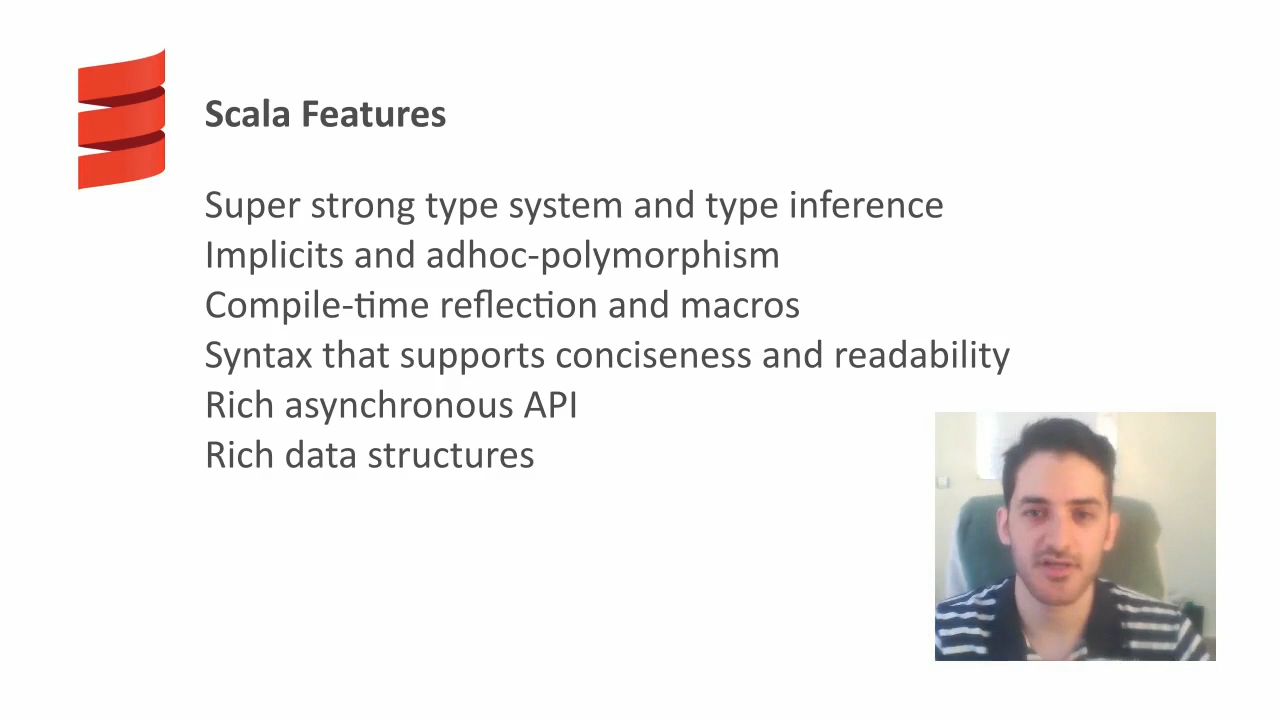 Scala Features
Super strong type system and type inference
Implicits and adhoc-polymorphism
Compile-time reflection and macros
Syntax that supports conciseness and readability
Rich asynchronous API
Rich data structures